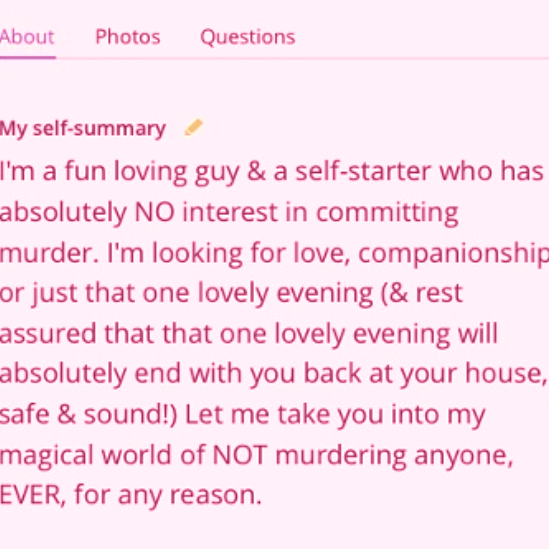 About Photos Questions
My self-summary
I'm a fun loving guy & a self-starter who has
absolutely NO interest in committing
murder. I'm looking for love, companionship
or just that one lovely evening (& rest
assured that that one lovely evening will
absolutely end with you back at your house,
safe & sound!) Let me take you into my
magical world of NOT murdering anyone,
EVER, for any reason.